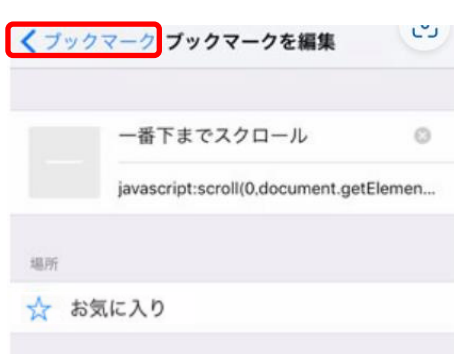 ブックマーク ブックマークを編集
一番下までスクロール
javascript:scroll(0,document.getElemen...
場所
お気に入り